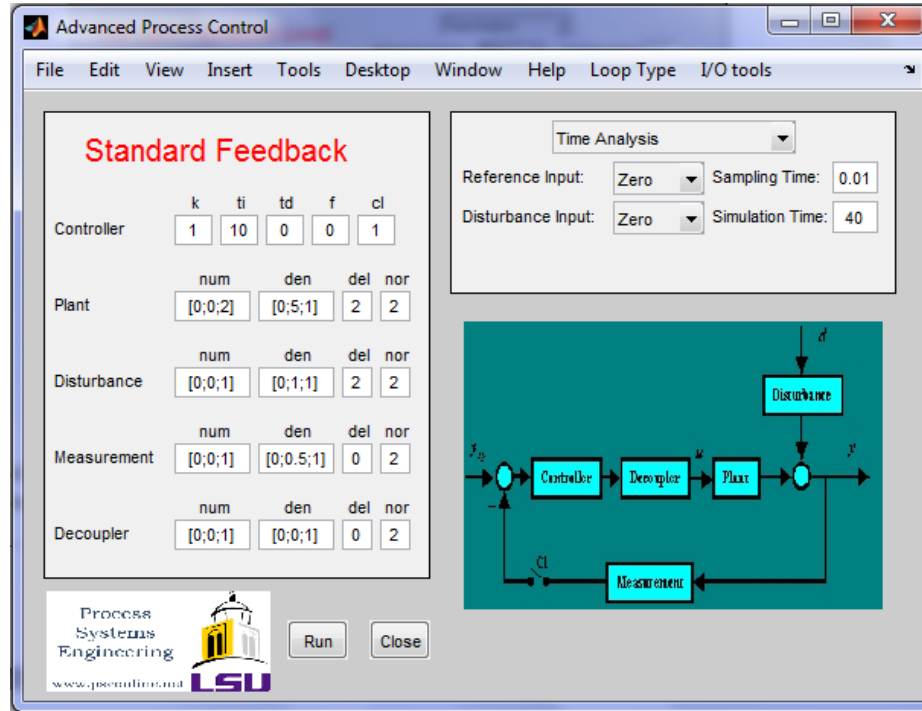 Advanced Process Control
File Edit View Insert Tools Desktop Window Help Loop Type I/O tools
Standard Feedback
k ti td f cl
Controller 1 10 0 0 1
num den del nor
Plant [0;0;2] [0;5;1] 2 2
num den del nor
Disturbance [0;0;1] [0;1;1] 2 2
num den del nor
Measurement [0;0;1] [0;0.5;1] 0 2
num den del nor
Decoupler [0;0;1] [0;0;1] 0 2
Time Analysis
Reference Input: Zero Sampling Time: 0.01
Disturbance Input: Zero Simulation Time: 40
d
Disturbance
u y
Controller Decoupler Plant
-
Cl
Measurement
Process
Systems
Engineering
www.pseonline.net
LSU
Run Close